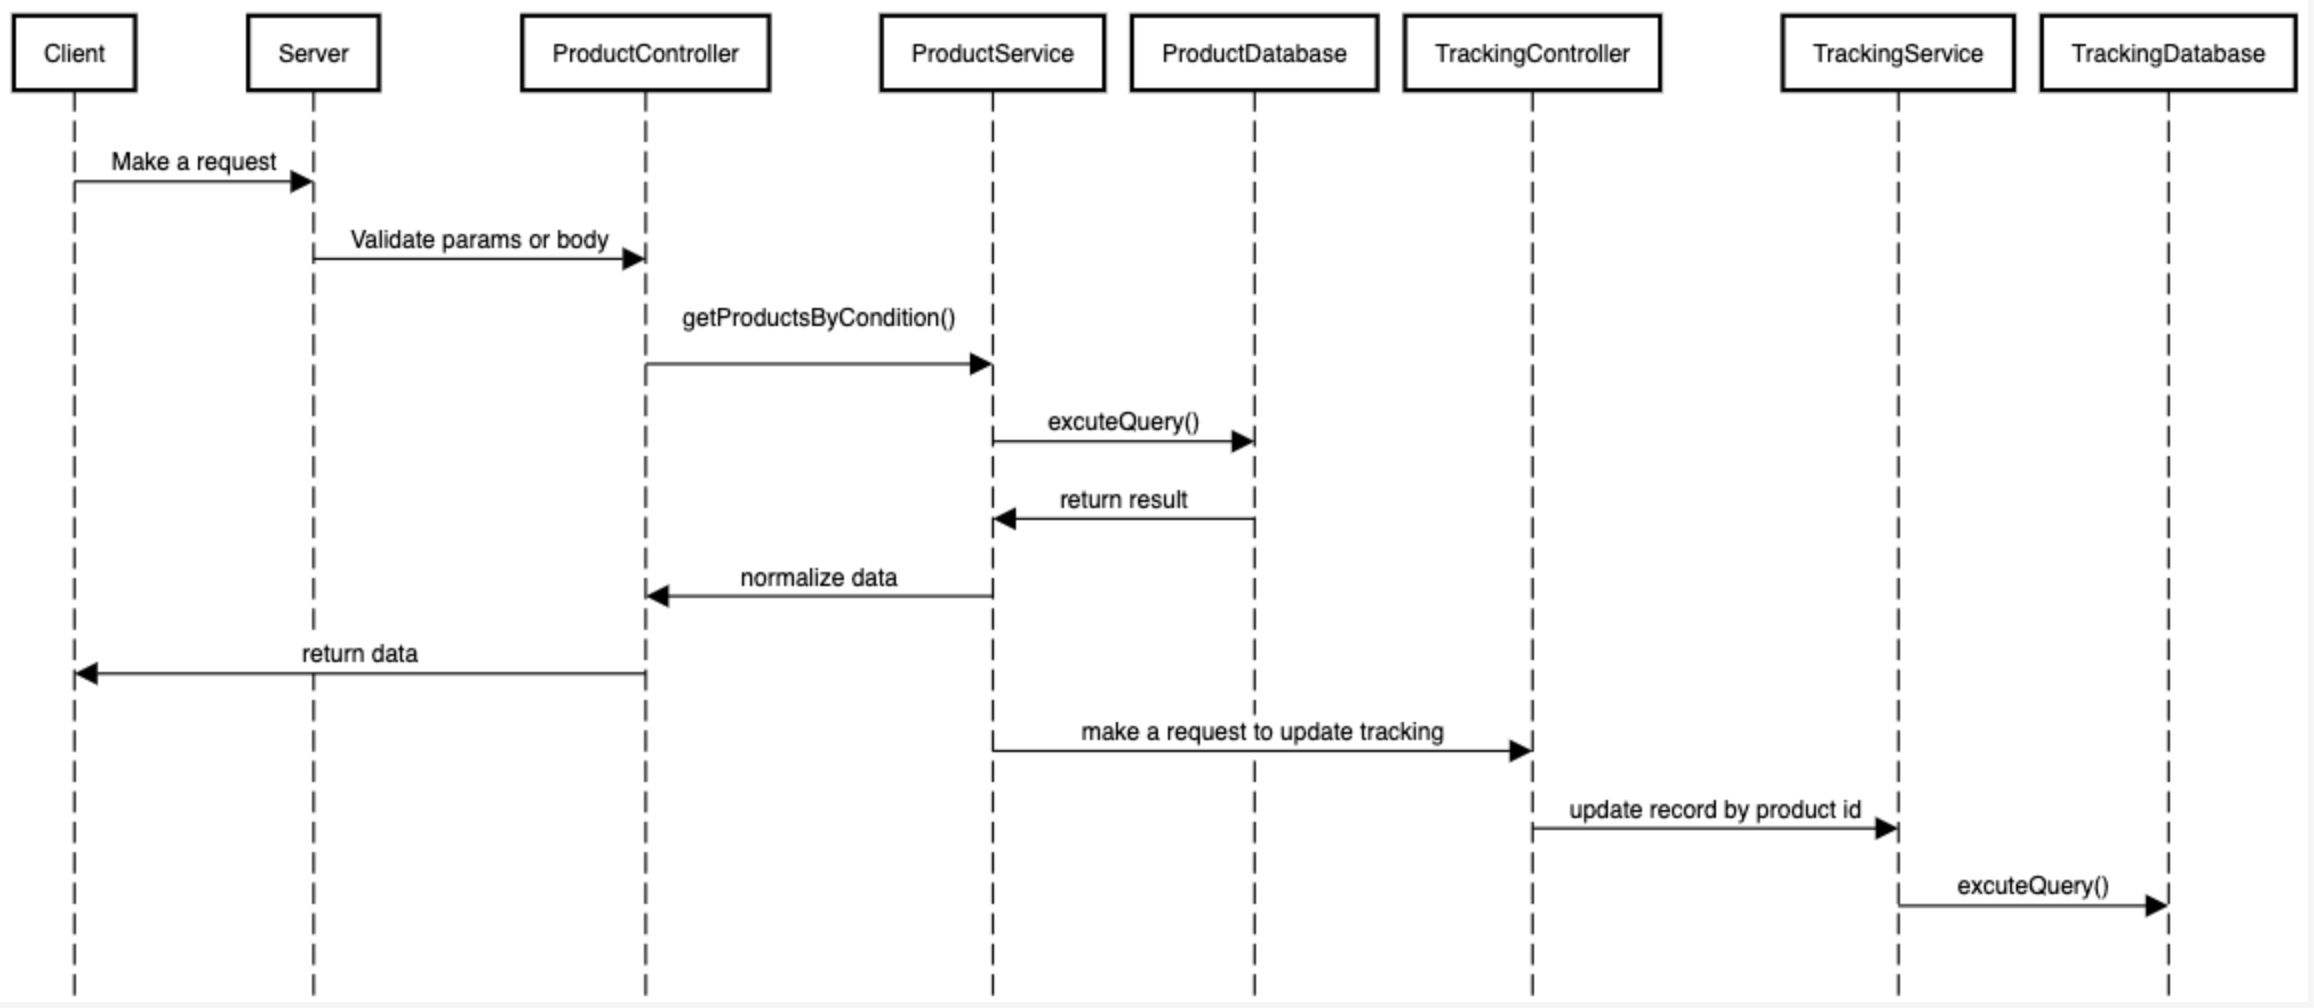 Client
Server
ProductController
ProductService
ProductDatabase
TrackingController
TrackingService
TrackingDatabase
Make a request
Validate params or body
getProductsByCondition()
excuteQuery()
return result
normalize data
return data
make a request to update tracking
update record by product id
excuteQuery()